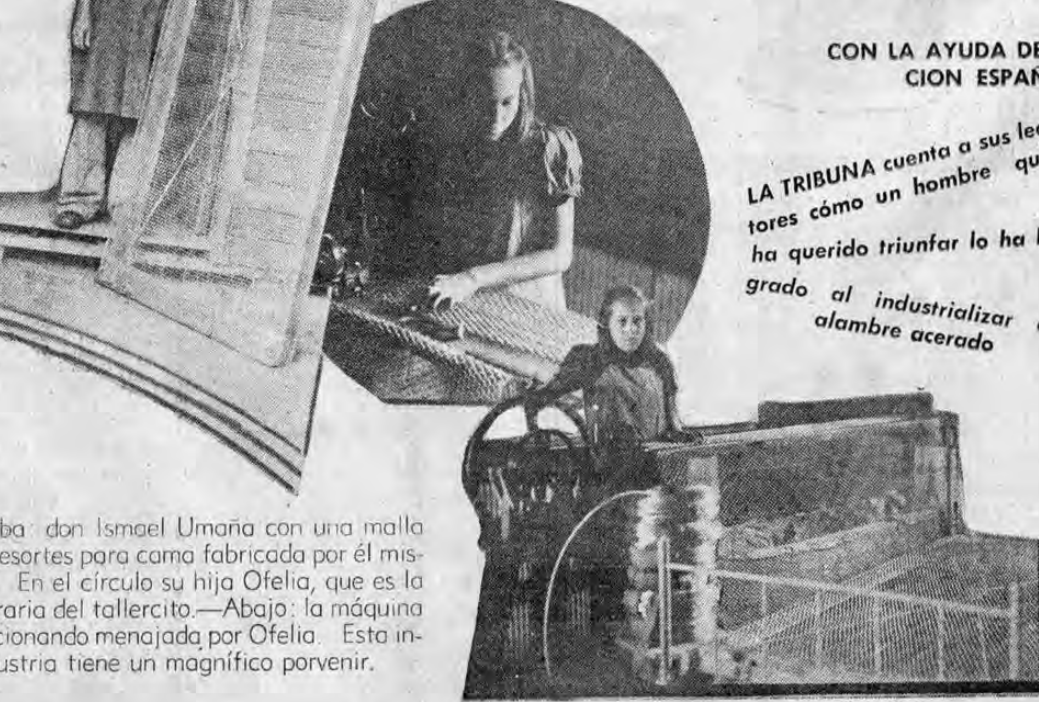 CON LA AYUDA DE
CION ESPAÑ
LA TRIBUNA cuenta a sus lec
tores cómo un hombre qu
ha querido triunfar lo ha l
grado al industrializar
alambre acerado
ba: don Ismael Umaña con una malla
esortes para cama fabricada por él mis-
En el círculo su hija Ofelia, que es la
raria del tallercito.—Abajo: la máquina
cionando menajada por Ofelia. Esta in-
ustria tiene un magnífico porvenir.